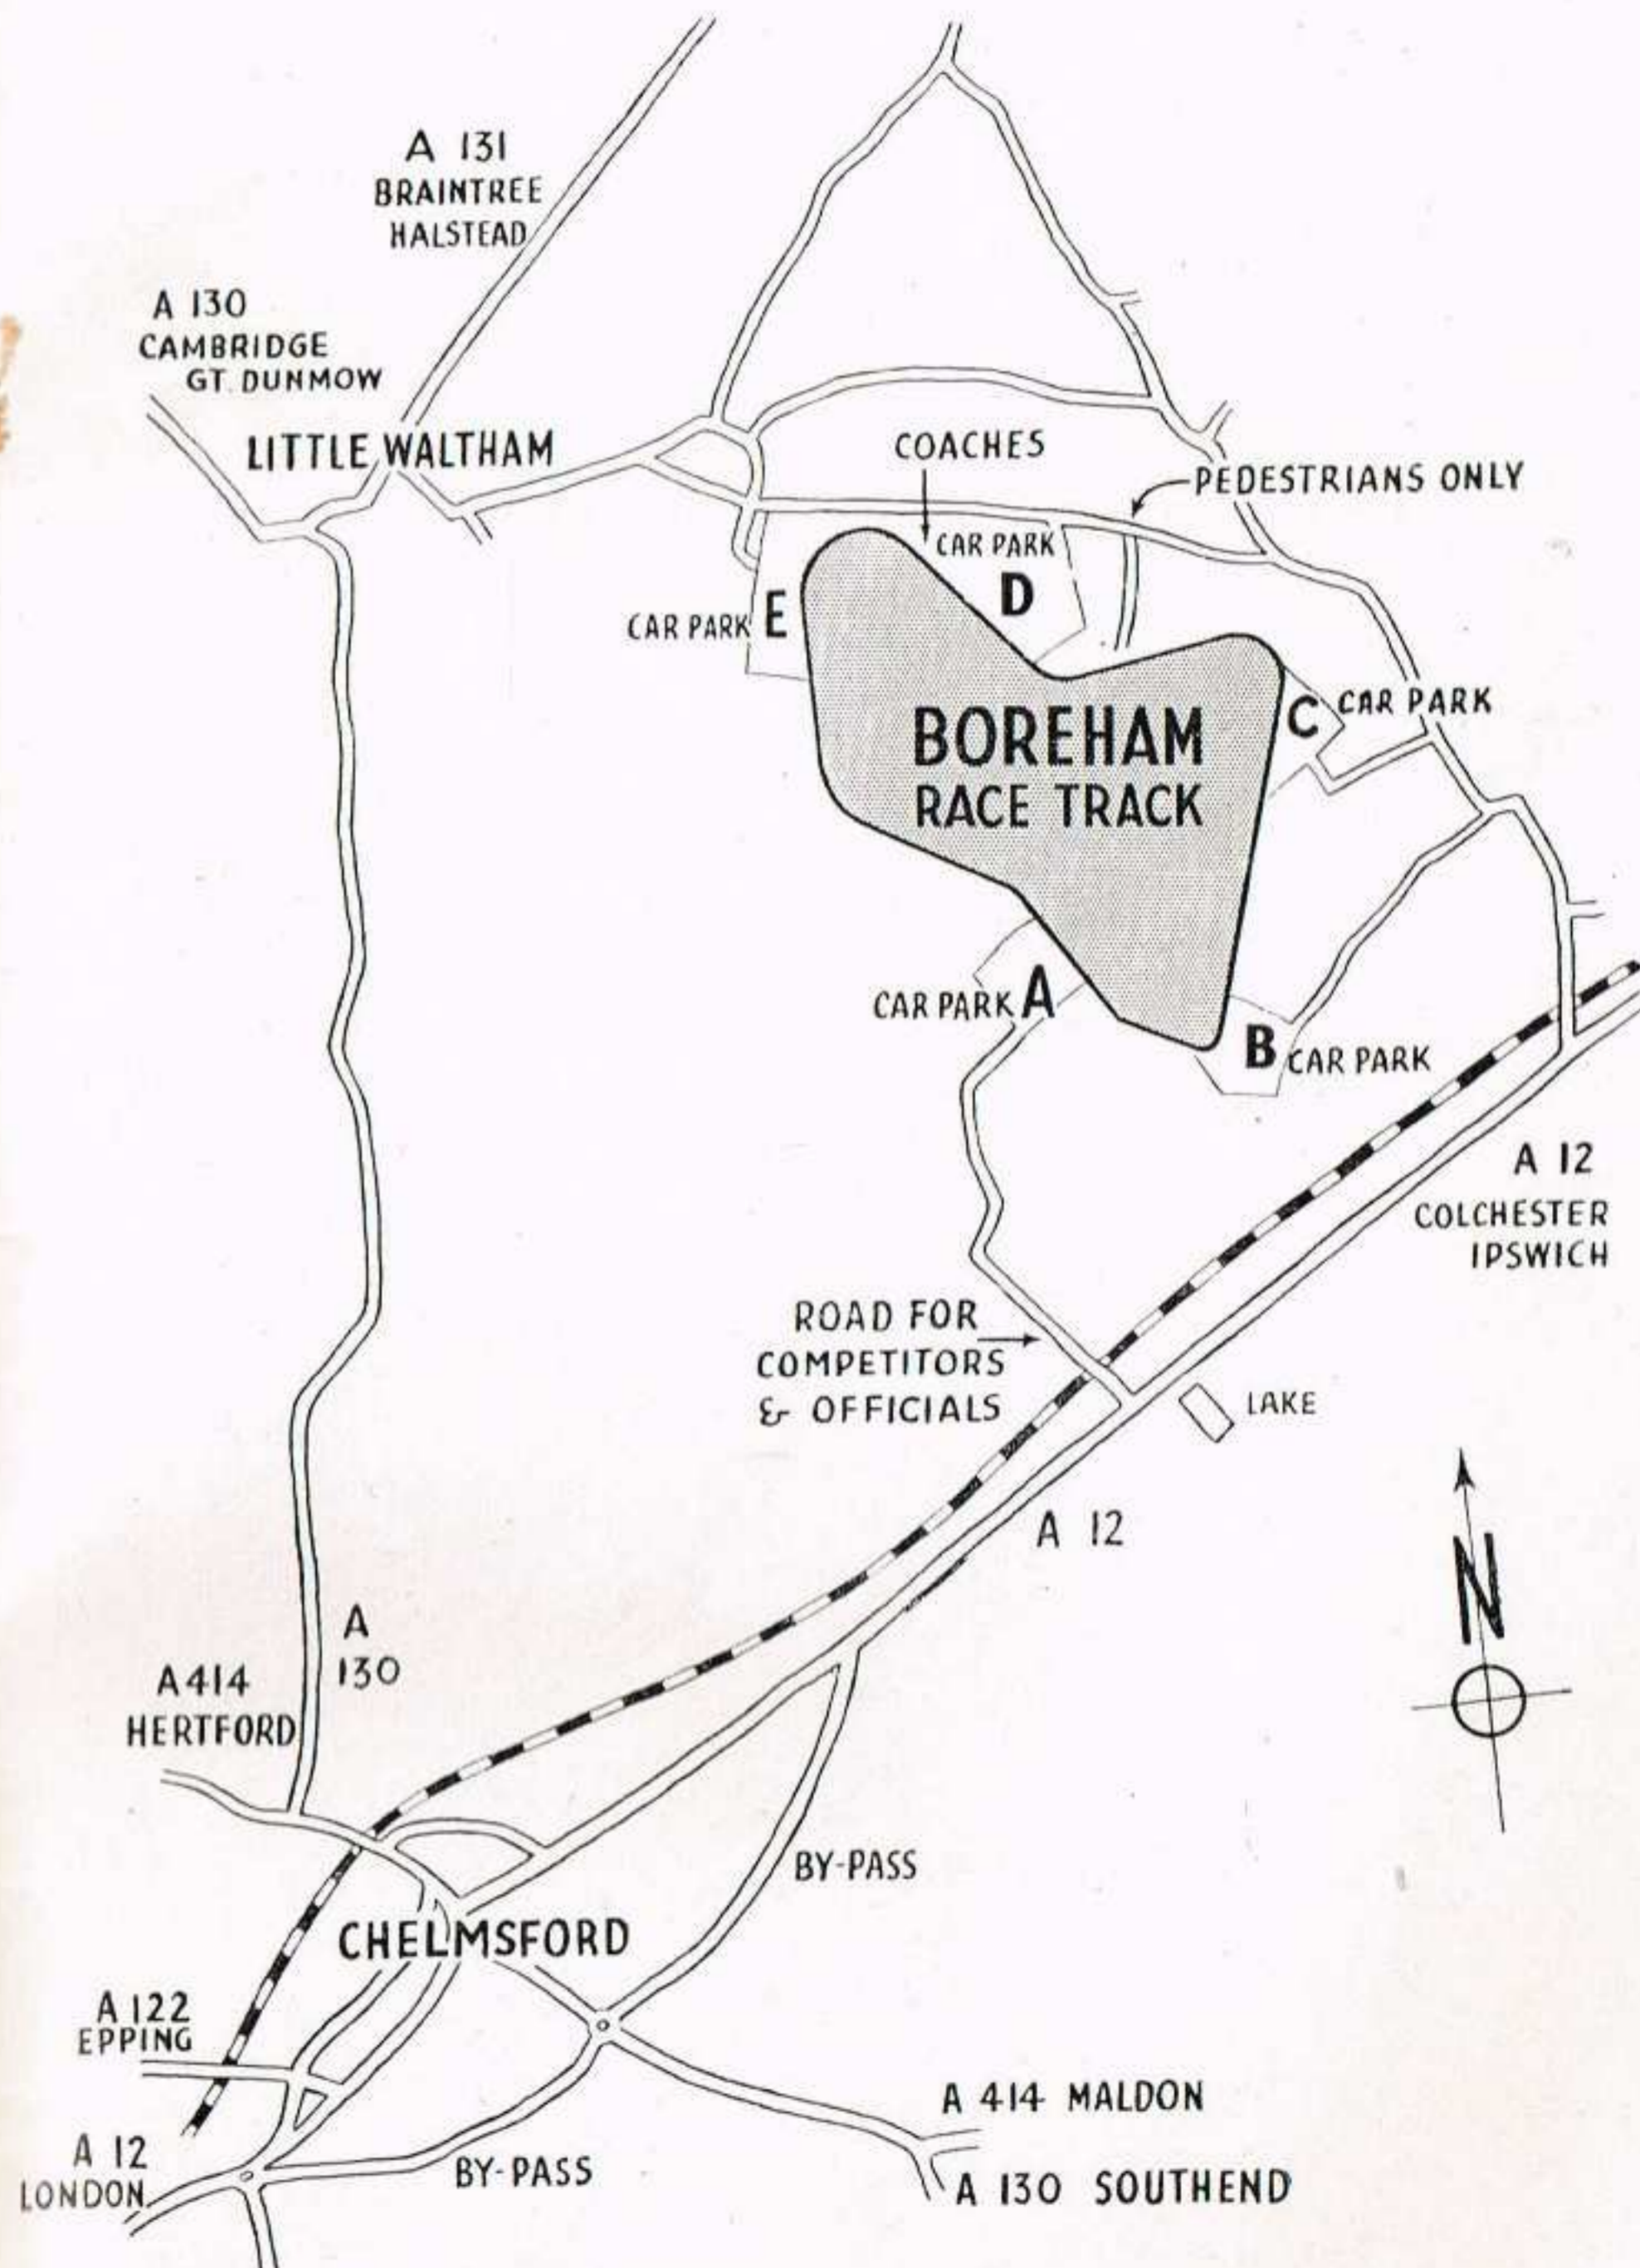 A 131
BRAINTREE
HALSTEAD
A 130
CAMBRIDGE
GT. DUNMOW
LITTLE WALTHAM
COACHES
PEDESTRIANS ONLY
CAR PARK
D
CAR PARK E
C CAR PARK
BOREHAM
RACE TRACK
CAR PARK A
B CAR PARK
A 12
COLCHESTER
IPSWICH
ROAD FOR
COMPETITORS
& OFFICIALS
LAKE
A 12
N
A
130
A 414
HERTFORD
BY-PASS
CHELMSFORD
A 122
EPPING
A 414 MALDON
A 12
LONDON
BY-PASS
A 130 SOUTHEND